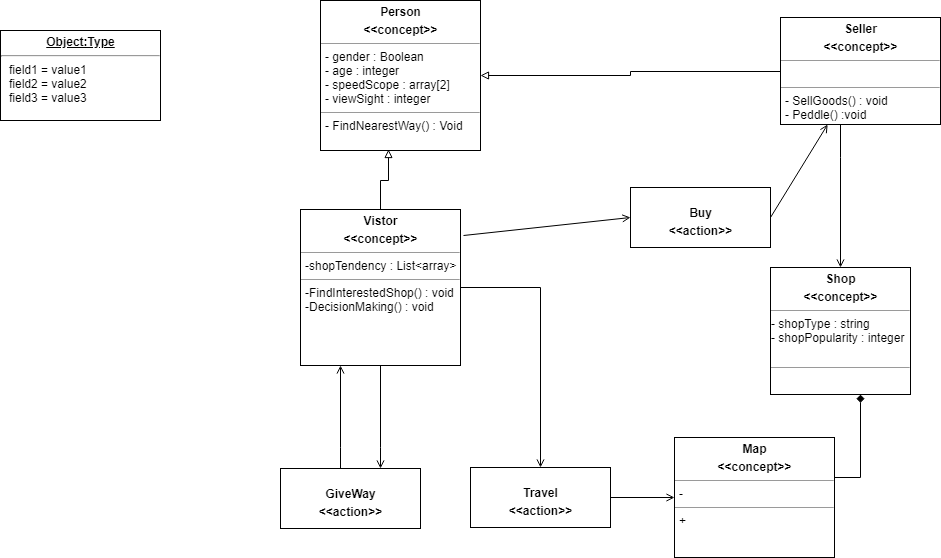 Object:Type
field1 = value1
field2 = value2
field3 = value3
Person
<<concept>>
- gender : Boolean
- age : integer
- speedScope : array[2]
- viewSight : integer
- FindNearestWay() : Void
Seller
<<concept>>
- SellGoods() : void
- Peddle() :void
Vistor
<<concept>>
-shopTendency : List<array>
-FindInterestedShop() : void
-DecisionMaking() : void
Buy
<<action>>
Shop
<<concept>>
- shopType : string
- shopPopularity : integer
GiveWay
<<action>>
Travel
<<action>>
Map
<<concept>>
-
+